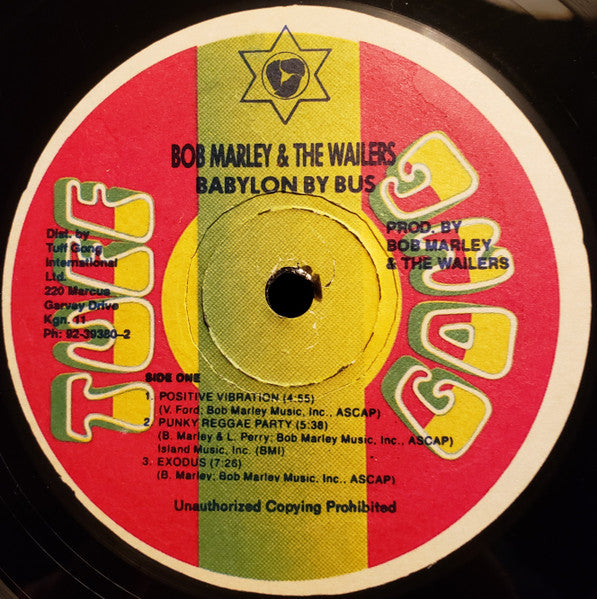 BOB MARLEY & THE WAILERS
BABYLON BY BUS
TUFF
GONG
Dist. by
Tuff Gong
International
Ltd.
220 Marcus
Garvey Drive
Kgn. 11
Ph: 92-39380-2
PROD. BY
BOB MARLEY
& THE WAILERS
SIDE ONE
1. POSITIVE VIBRATION (4:55)
(V. Ford; Bob Marley Music, Inc., ASCAP)
2. PUNKY REGGAE PARTY (5:38)
(B. Marley & L. Perry; Bob Marley Music, Inc., ASCAP)
Island Music, Inc. (BMI)
3. EXODUS (7:26)
(B. Marley; Bob Marley Music, Inc., ASCAP)
Unauthorized Copying Prohibited